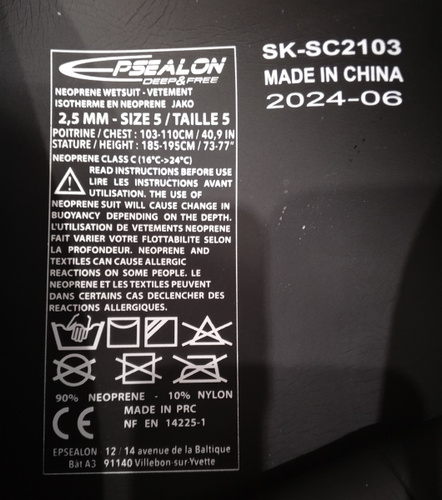 EPSEALON
DEEP&FREE
NEOPRENE WETSUIT - VETEMENT
ISOTHERME EN NEOPRENE JAKO
2,5 MM - SIZE 5 / TAILLE 5
POITRINE / CHEST : 103-110CM / 40,9 IN
STATURE / HEIGHT : 185-195CM / 73-77"
NEOPRENE CLASS C (16°C->24°C)
READ INSTRUCTIONS BEFORE USE
LIRE LES INSTRUCTIONS AVANT
UTILISATION. THE USE OF
NEOPRENE SUIT WILL CAUSE CHANGE IN
BUOYANCY DEPENDING ON THE DEPTH.
L'UTILISATION DE VETEMENTS NEOPRENE
FAIT VARIER VOTRE FLOTTABILITE SELON
LA PROFONDEUR. NEOPRENE AND
TEXTILES CAN CAUSE ALLERGIC
REACTIONS ON SOME PEOPLE. LE
NEOPRENE ET LES TEXTILES PEUVENT
DANS CERTAINS CAS DECLENCHER DES
REACTIONS ALLERGIQUES.
90% NEOPRENE - 10% NYLON
MADE IN PRC
CE NF EN 14225-1
EPSEALON - 12 / 14 avenue de la Baltique
Bât A3 91140 Villebon-sur-Yvette
SK-SC2103
MADE IN CHINA
2024-06